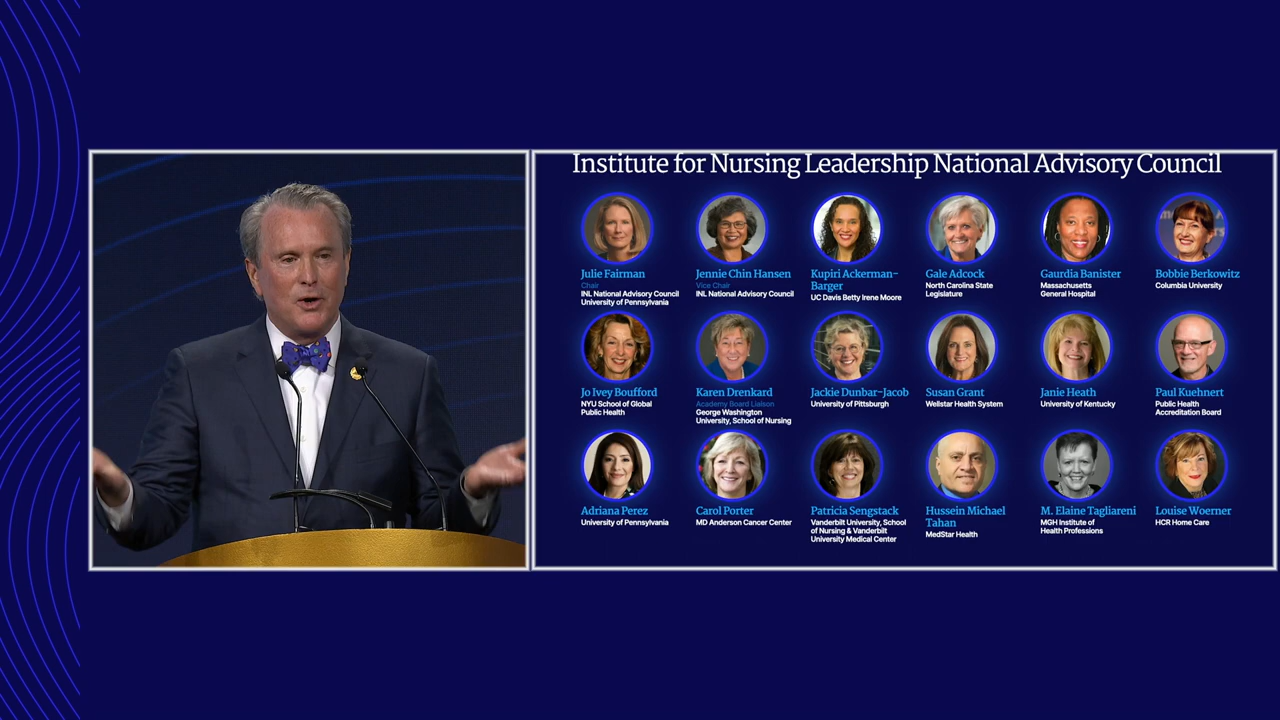 Institute for Nursing Leadership National Advisory Council
Julie Fairman
Chair
INL National Advisory Council
University of Pennsylvania
Jennie Chin Hansen
Vice Chair
INL National Advisory Council
Kupiri Ackerman-
Barger
UC Davis Betty Irene Moore
Gale Adcock
North Carolina State
Legislature
Gaurdia Banister
Massachusetts
General Hospital
Bobbie Berkowitz
Columbia University
Jo Ivey Boufford
NYU School of Global
Public Health
Karen Drenkard
Academy Board Liaison
George Washington
University, School of Nursing
Jackie Dunbar-Jacob
University of Pittsburgh
Susan Grant
Wellstar Health System
Janie Heath
University of Kentucky
Paul Kuehnert
Public Health
Accreditation Board
Adriana Perez
University of Pennsylvania
Carol Porter
MD Anderson Cancer Center
Patricia Sengstack
Vanderbilt University, School
of Nursing & Vanderbilt
University Medical Center
Hussein Michael
Tahan
MedStar Health
M. Elaine Tagliareni
MGH Institute of
Health Professions
Louise Woerner
HCR Home Care